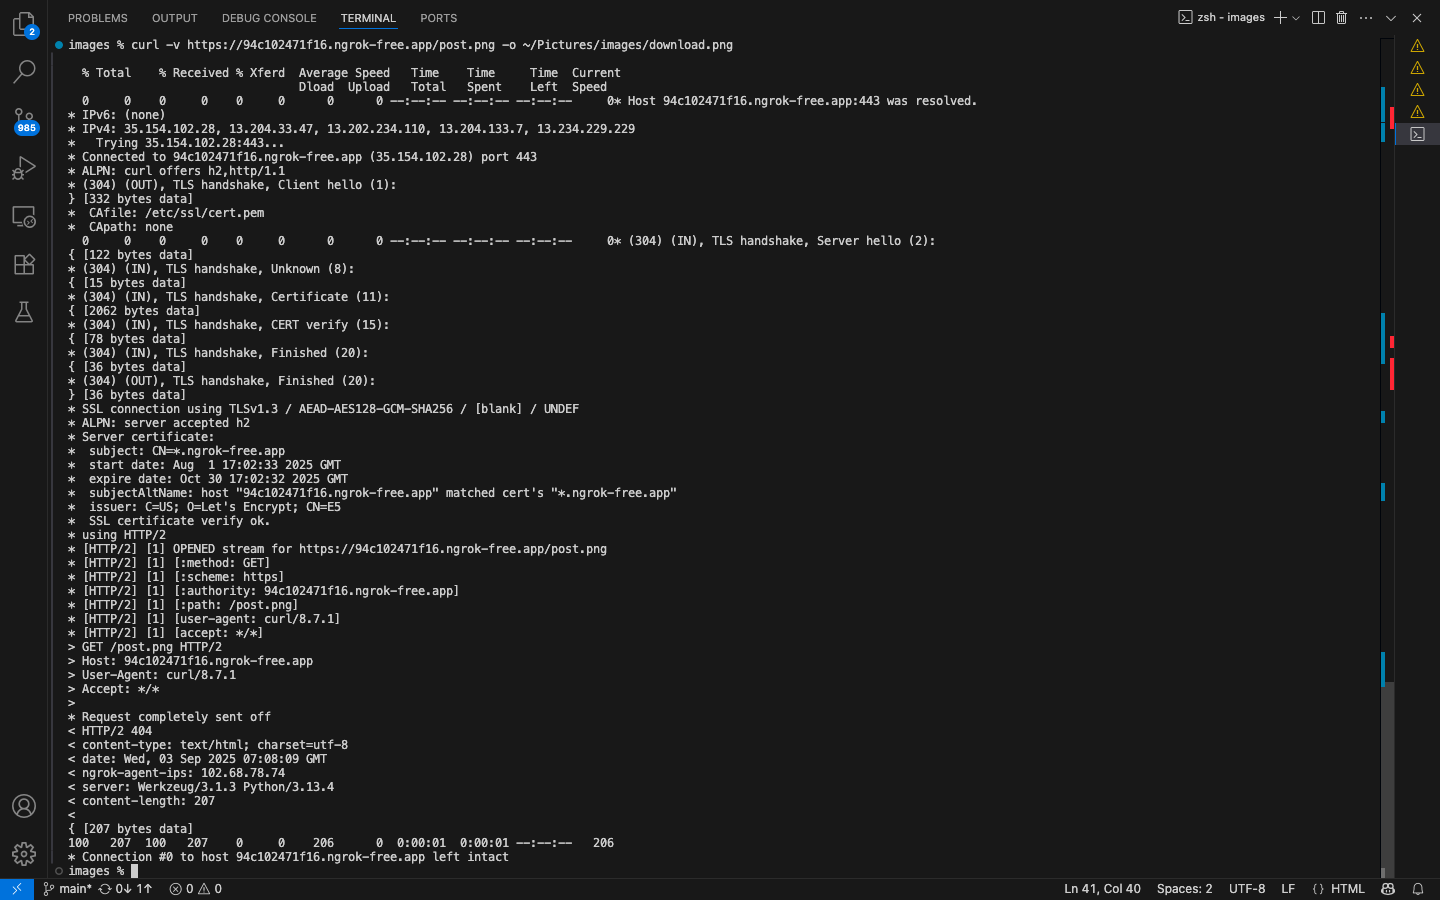 PROBLEMS OUTPUT DEBUG CONSOLE TERMINAL PORTS zsh - images
2
985
images % curl -v https://94c102471f16.ngrok-free.app/post.png -o ~/Pictures/images/download.png
% Total % Received % Xferd Average Speed Time Time Time Current
Dload Upload Total Spent Left Speed
0 0 0 0 0 0 0 0 --:--:-- --:--:-- --:--:-- 0* Host 94c102471f16.ngrok-free.app:443 was resolved.
* IPv6: (none)
* IPv4: 35.154.102.28, 13.204.33.47, 13.202.234.110, 13.204.133.7, 13.234.229.229
* Trying 35.154.102.28:443...
* Connected to 94c102471f16.ngrok-free.app (35.154.102.28) port 443
* ALPN: curl offers h2,http/1.1
* (304) (OUT), TLS handshake, Client hello (1):
} [332 bytes data]
* CAfile: /etc/ssl/cert.pem
* CApath: none
0 0 0 0 0 0 0 0 --:--:-- --:--:-- --:--:-- 0* (304) (IN), TLS handshake, Server hello (2):
{ [122 bytes data]
* (304) (IN), TLS handshake, Unknown (8):
{ [15 bytes data]
* (304) (IN), TLS handshake, Certificate (11):
{ [2062 bytes data]
* (304) (IN), TLS handshake, CERT verify (15):
{ [78 bytes data]
* (304) (IN), TLS handshake, Finished (20):
{ [36 bytes data]
* (304) (OUT), TLS handshake, Finished (20):
} [36 bytes data]
* SSL connection using TLSv1.3 / AEAD-AES128-GCM-SHA256 / [blank] / UNDEF
* ALPN: server accepted h2
* Server certificate:
* subject: CN=*.ngrok-free.app
* start date: Aug 1 17:02:33 2025 GMT
* expire date: Oct 30 17:02:32 2025 GMT
* subjectAltName: host "94c102471f16.ngrok-free.app" matched cert's "*.ngrok-free.app"
* issuer: C=US; O=Let's Encrypt; CN=E5
* SSL certificate verify ok.
* using HTTP/2
* [HTTP/2] [1] OPENED stream for https://94c102471f16.ngrok-free.app/post.png
* [HTTP/2] [1] [:method: GET]
* [HTTP/2] [1] [:scheme: https]
* [HTTP/2] [1] [:authority: 94c102471f16.ngrok-free.app]
* [HTTP/2] [1] [:path: /post.png]
* [HTTP/2] [1] [user-agent: curl/8.7.1]
* [HTTP/2] [1] [accept: */*]
> GET /post.png HTTP/2
> Host: 94c102471f16.ngrok-free.app
> User-Agent: curl/8.7.1
> Accept: */*
>
* Request completely sent off
< HTTP/2 404
< content-type: text/html; charset=utf-8
< date: Wed, 03 Sep 2025 07:08:09 GMT
< ngrok-agent-ips: 102.68.78.74
< server: Werkzeug/3.1.3 Python/3.13.4
< content-length: 207
<
{ [207 bytes data]
100 207 100 207 0 0 206 0 0:00:01 0:00:01 --:--:-- 206
* Connection #0 to host 94c102471f16.ngrok-free.app left intact
images %
main* 0↓ 1↑ 0 0 Ln 41, Col 40 Spaces: 2 UTF-8 LF {} HTML